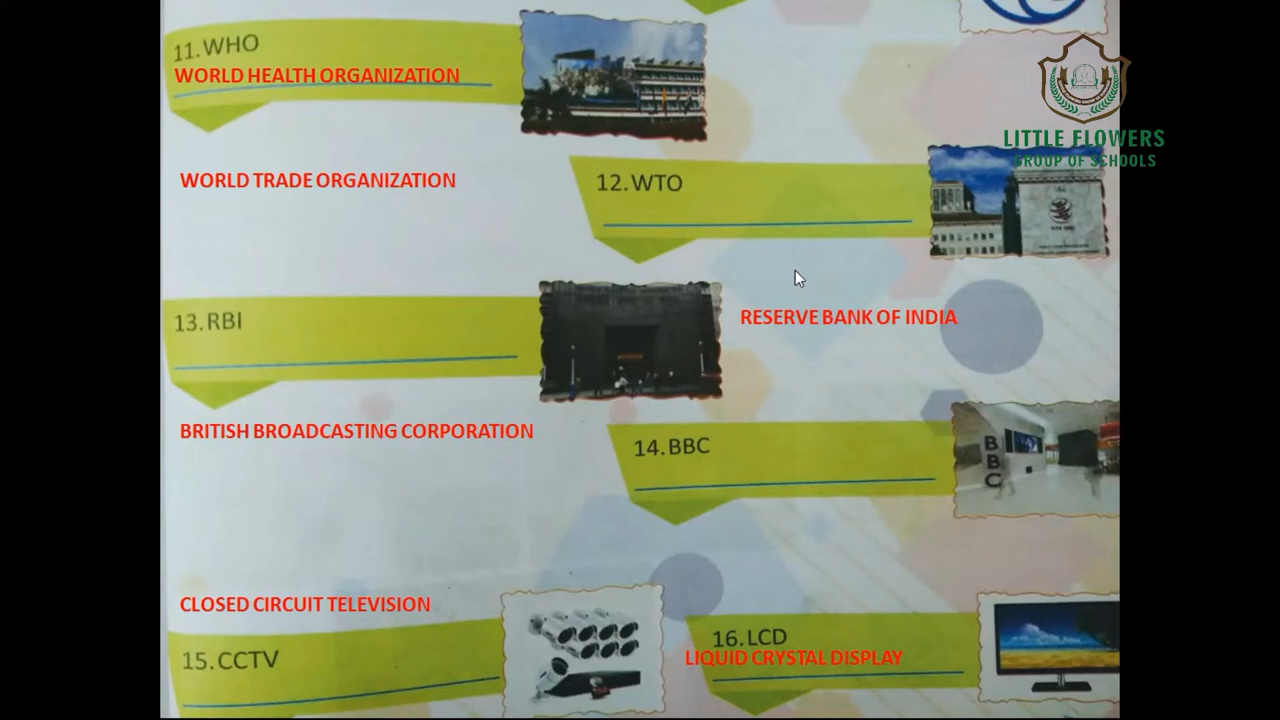 11. WHO
WORLD HEALTH ORGANIZATION
LITTLE FLOWERS
GROUP OF SCHOOLS
WORLD TRADE ORGANIZATION
12. WTO
13. RBI
RESERVE BANK OF INDIA
BRITISH BROADCASTING CORPORATION
14. BBC
BBC
CLOSED CIRCUIT TELEVISION
15. CCTV
16. LCD
LIQUID CRYSTAL DISPLAY